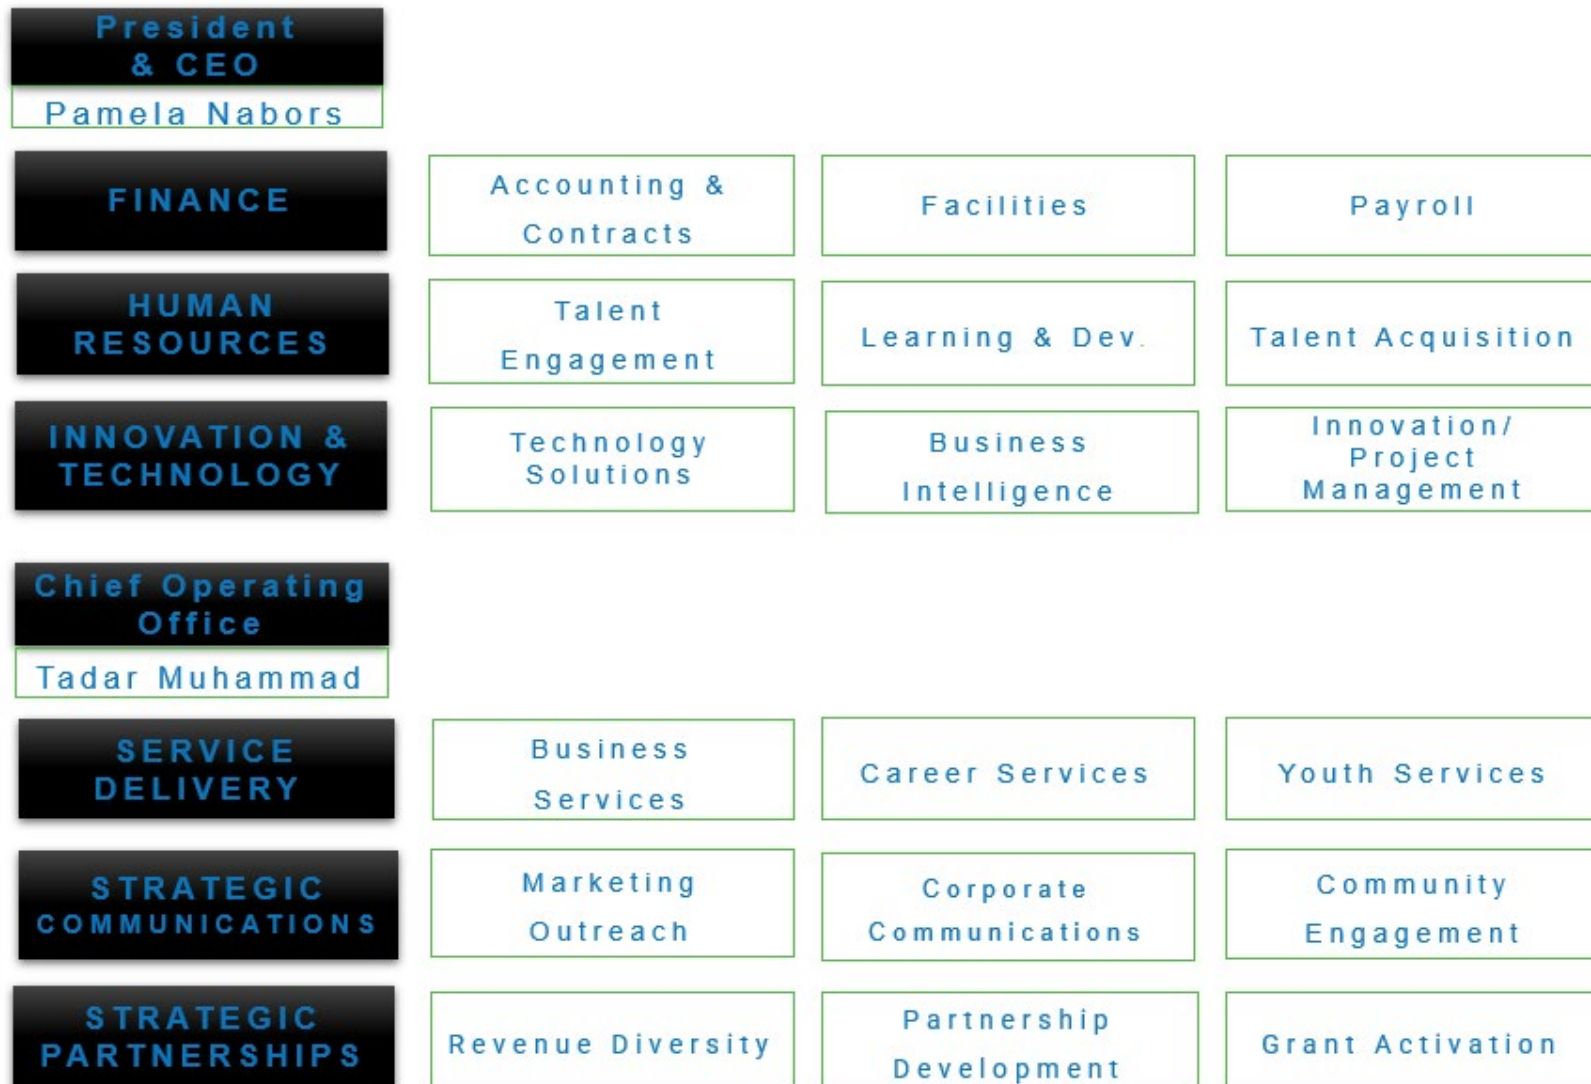 President
& CEO
Pamela Nabors
FINANCE
Accounting &
Contracts
Facilities
Payroll
HUMAN
RESOURCES
Talent
Engagement
Learning & Dev.
Talent Acquisition
INNOVATION &
TECHNOLOGY
Technology
Solutions
Business
Intelligence
Innovation/
Project
Management
Chief Operating
Office
Tadar Muhammad
SERVICE
DELIVERY
Business
Services
Career Services
Youth Services
STRATEGIC
COMMUNICATIONS
Marketing
Outreach
Corporate
Communications
Community
Engagement
STRATEGIC
PARTNERSHIPS
Revenue Diversity
Partnership
Development
Grant Activation